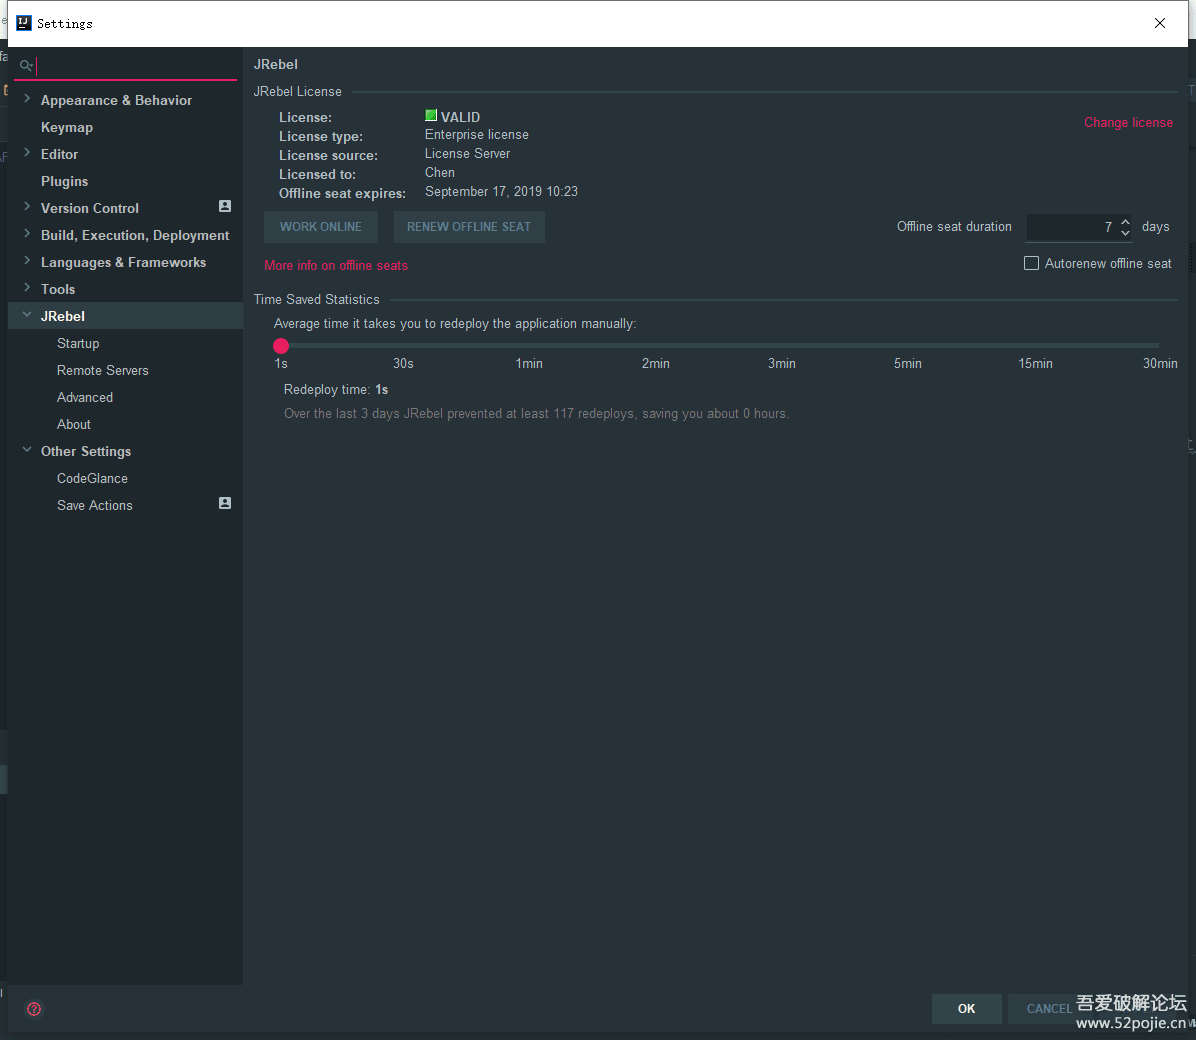 Settings
Appearance & Behavior
Keymap
Editor
Plugins
Version Control
Build, Execution, Deployment
Languages & Frameworks
Tools
JRebel
Startup
Remote Servers
Advanced
About
Other Settings
CodeGlance
Save Actions
JRebel
JRebel License
License: VALID
License type: Enterprise license
License source: License Server
Licensed to: Chen
Offline seat expires: September 17, 2019 10:23
Change license
WORK ONLINE RENEW OFFLINE SEAT Offline seat duration 7 days
More info on offline seats Autorenew offline seat
Time Saved Statistics
Average time it takes you to redeploy the application manually:
1s 30s 1min 2min 3min 5min 15min 30min
Redeploy time: 1s
Over the last 3 days JRebel prevented at least 117 redeploys, saving you about 0 hours.
OK CANCEL
吾爱破解论坛
www.52pojie.cn